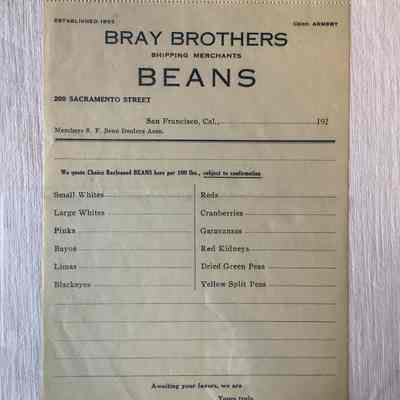 ESTABLISHED 1893 Code: ARMSBY
BRAY BROTHERS
SHIPPING MERCHANTS
BEANS
200 SACRAMENTO STREET
San Francisco, Cal., 192
Members S. F. Bean Dealers Assn.
We quote Choice Recleaned BEANS here per 100 lbs., subject to confirmation
Small Whites Reds
Large Whites Cranberries
Pinks Garavanzas
Bayos Red Kidneys
Limas Dried Green Peas
Blackeyes Yellow Split Peas
Awaiting your favors, we are
Yours truly,